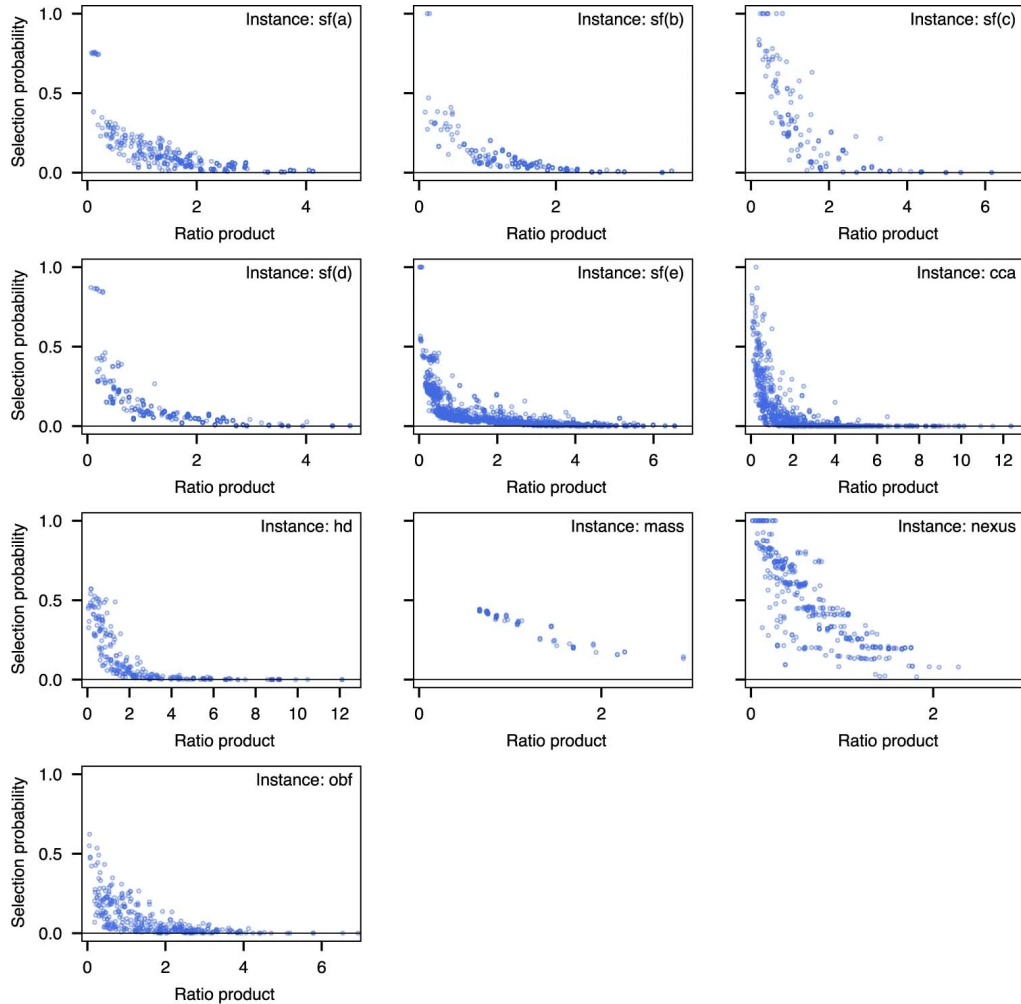 Selection probability
1.0
0.5
0.0
Instance: sf(a)
0 2 4
Ratio product
Instance: sf(b)
0 2
Ratio product
Instance: sf(c)
0 2 4 6
Ratio product
Selection probability
1.0
0.5
0.0
Instance: sf(d)
0 2 4
Ratio product
Instance: sf(e)
0 2 4 6
Ratio product
Instance: cca
0 2 4 6 8 10 12
Ratio product
Selection probability
1.0
0.5
0.0
Instance: hd
0 2 4 6 8 10 12
Ratio product
Instance: mass
0 2
Ratio product
Instance: nexus
0 2
Ratio product
Selection probability
1.0
0.5
0.0
Instance: obf
0 2 4 6
Ratio product